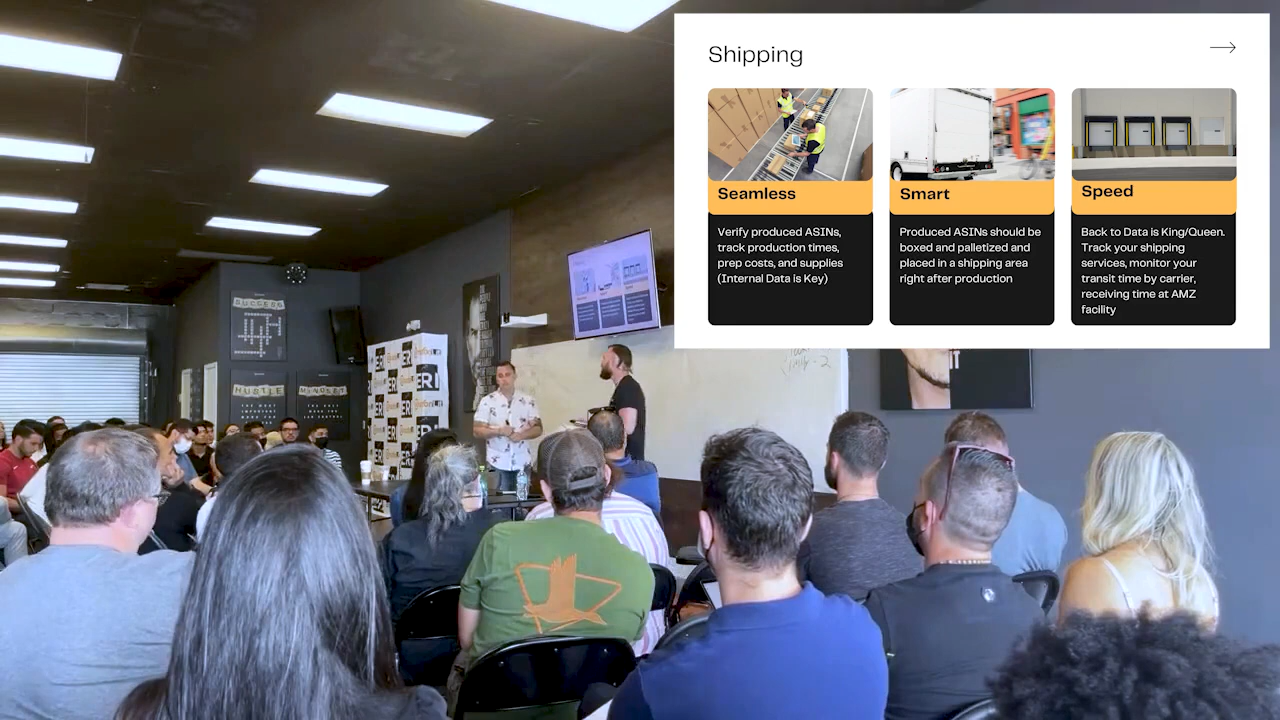 Shipping
Seamless
Verify produced ASINs,
track production times,
prep costs, and supplies
(Internal Data is Key)
Smart
Produced ASINs should be
boxed and palletized and
placed in a shipping area
right after production
Speed
Back to Data is King/Queen.
Track your shipping
services, monitor your
transit time by carrier,
receiving time at AMZ
facility
SUCCESS
HUSTLE
MINDSET